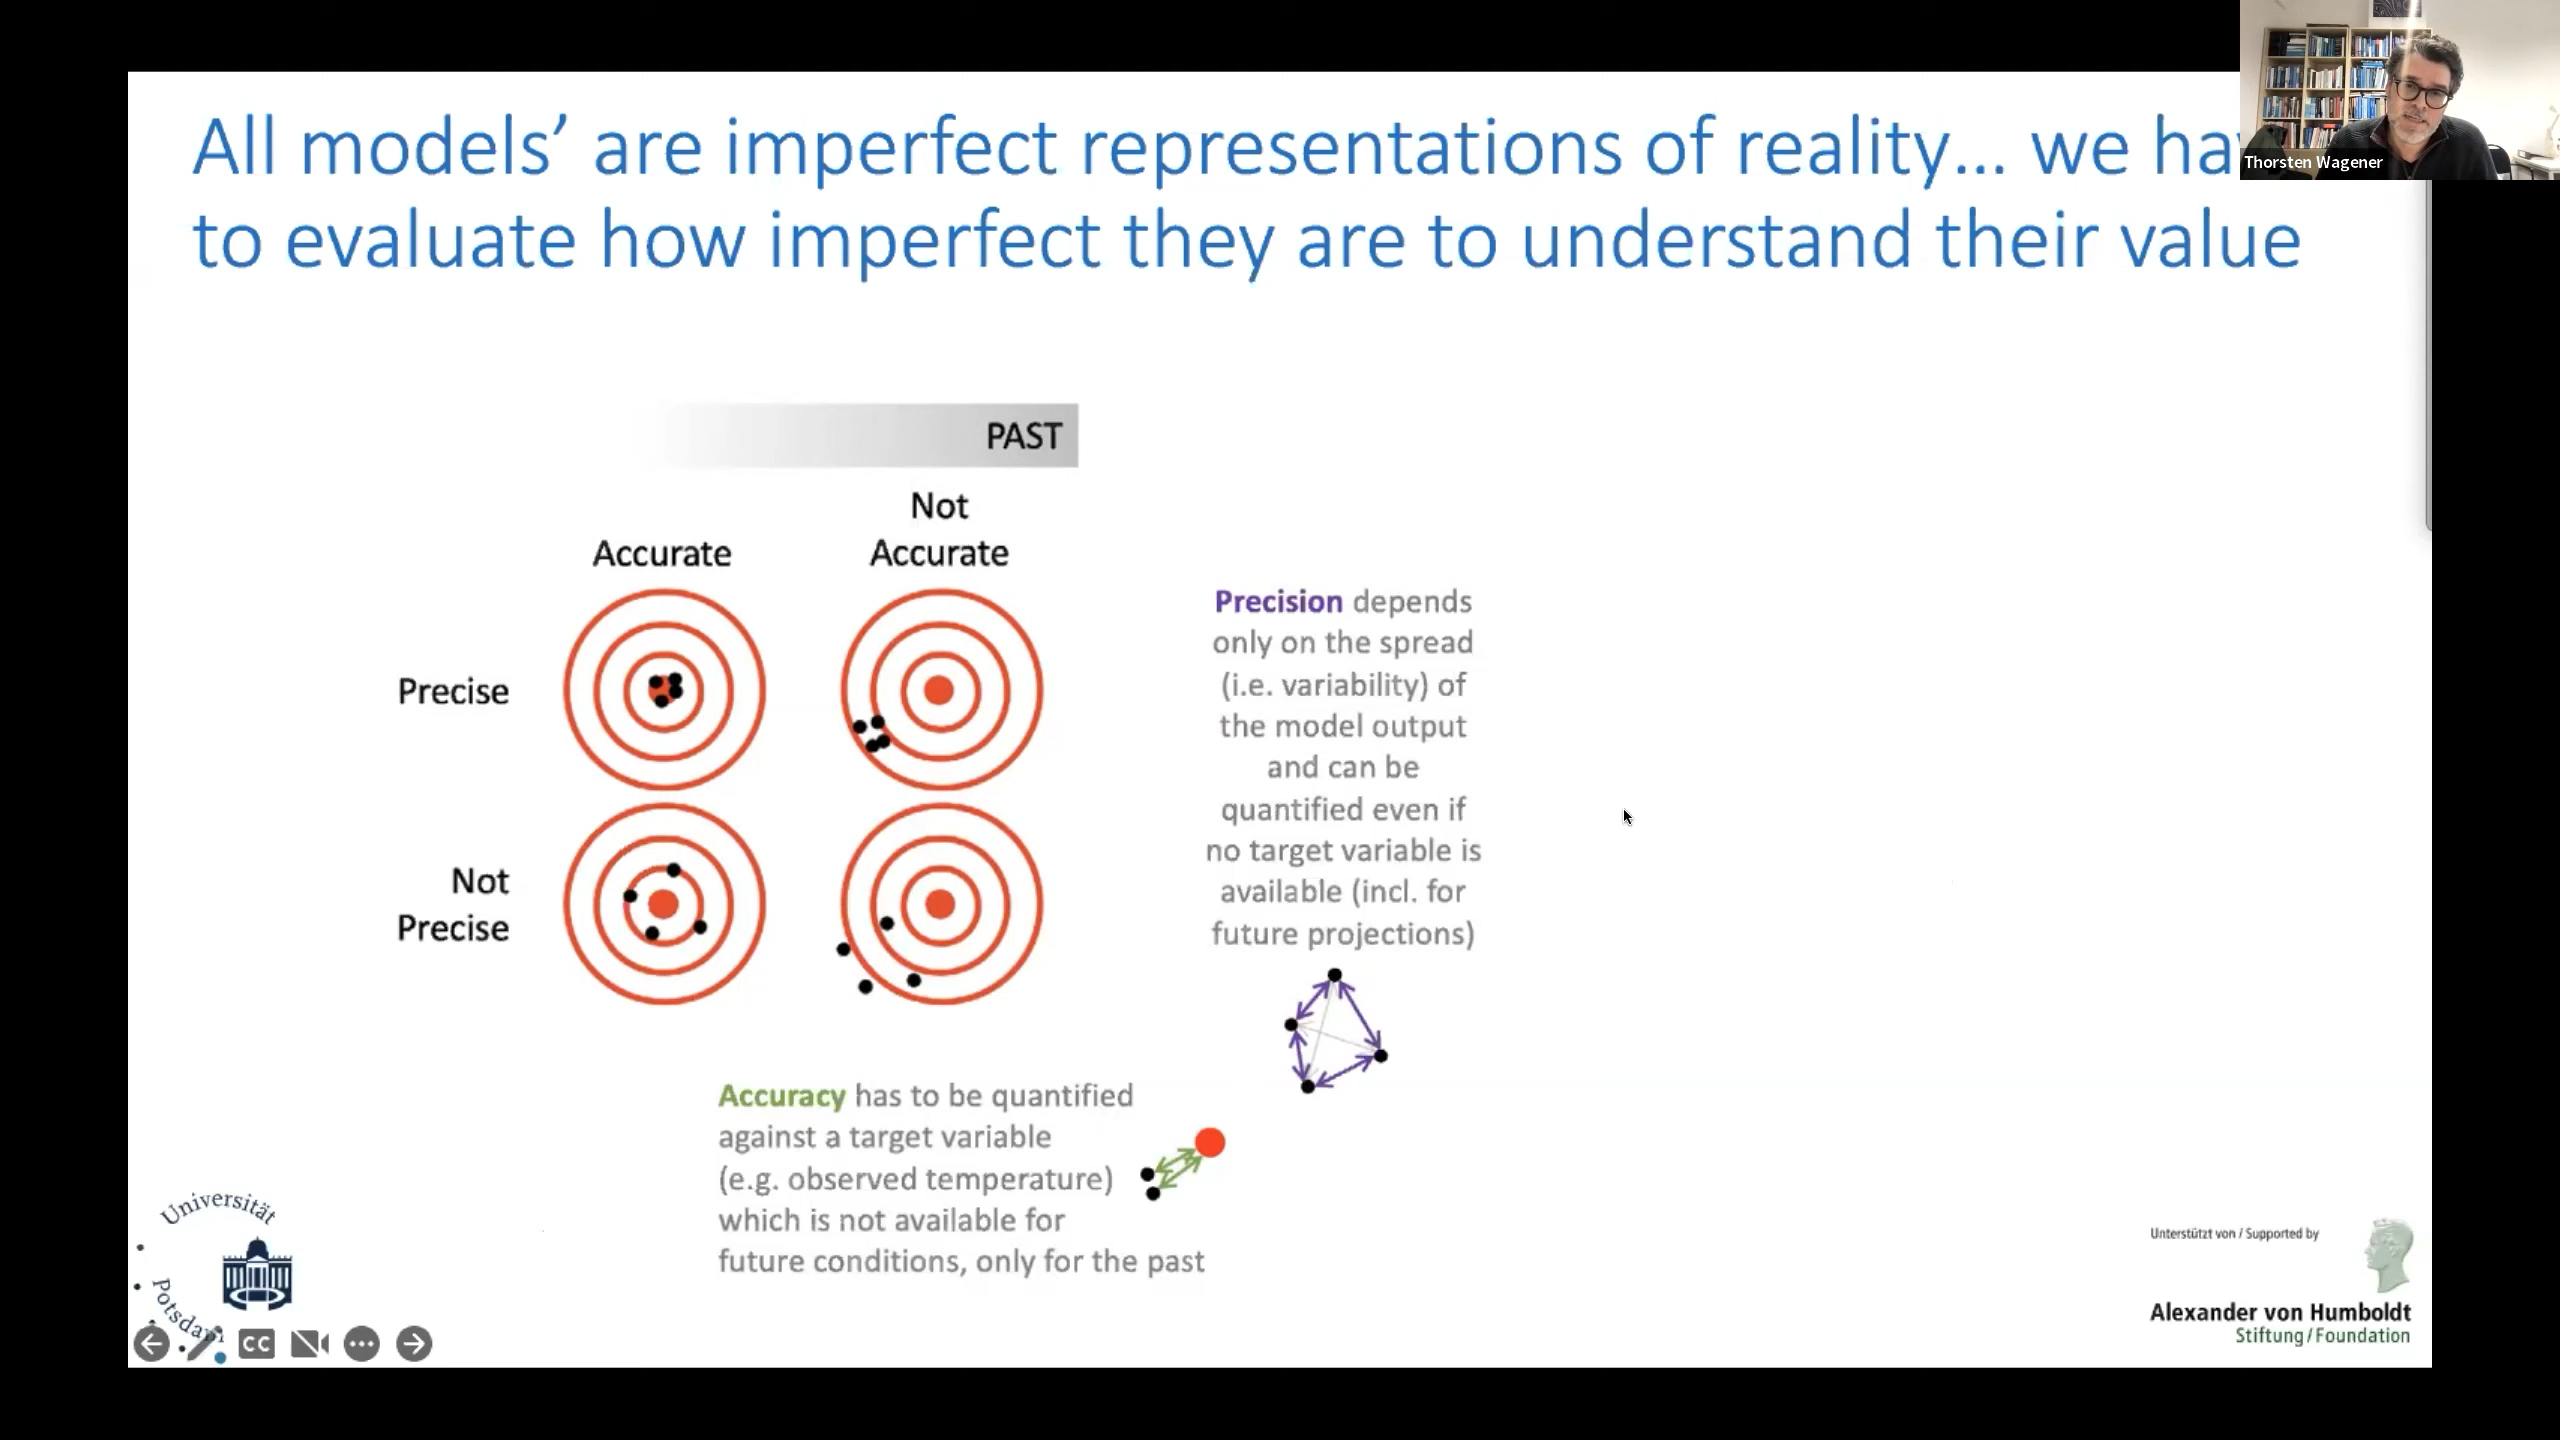 All models’ are imperfect representations of reality... we ha
to evaluate how imperfect they are to understand their value
Thorsten Wagener
PAST
Not
Accurate
Accurate
Precise
Not
Precise
Precision depends
only on the spread
(i.e. variability) of
the model output
and can be
quantified even if
no target variable is
available (incl. for
future projections)
Accuracy has to be quantified
against a target variable
(e.g. observed temperature)
which is not available for
future conditions, only for the past
Universität
Potsdam
CC
Unterstützt von / Supported by
Alexander von Humboldt
Stiftung/Foundation